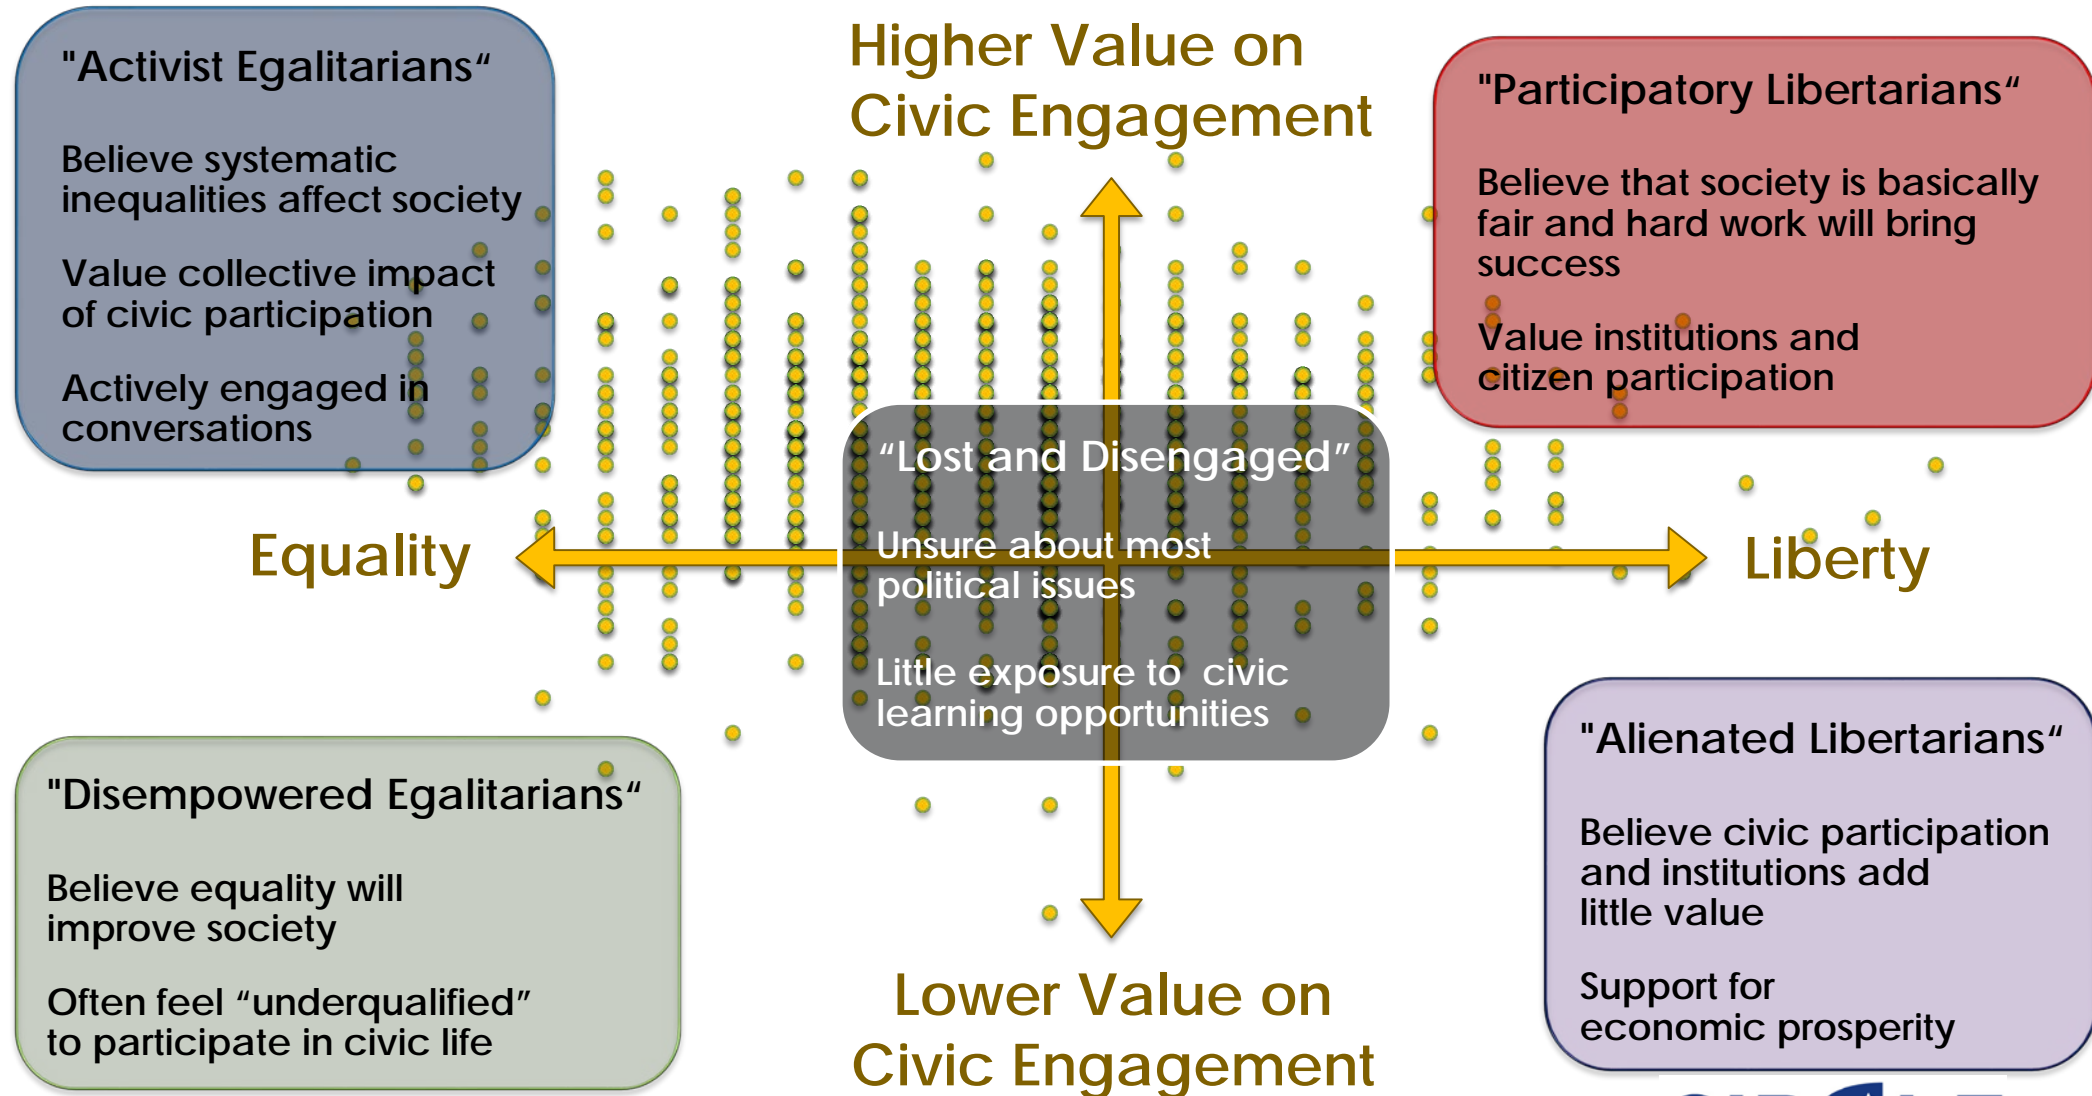 "Activist Egalitarians“
Believe systematic
inequalities affect society
Value collective impact
of civic participation
Actively engaged in
conversations
Higher Value on
Civic Engagement
"Participatory Libertarians“
Believe that society is basically
fair and hard work will bring
success
Value institutions and
citizen participation
“Lost and Disengaged”
Unsure about most
political issues
Little exposure to  civic
learning opportunities
Equality
Liberty
"Disempowered Egalitarians“
Believe equality will
improve society
Often feel “underqualified”
to participate in civic life
Lower Value on
Civic Engagement
"Alienated Libertarians“
Believe civic participation
and institutions add
little value
Support for
economic prosperity